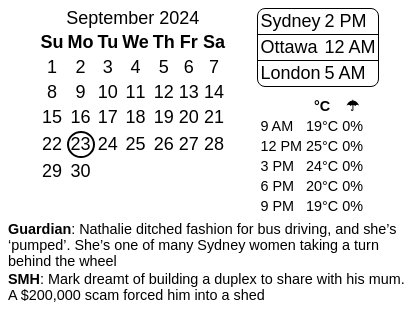 September 2024
Su Mo Tu We Th Fr Sa
1 2 3 4 5 6 7
8 9 10 11 12 13 14
15 16 17 18 19 20 21
22 23 24 25 26 27 28
29 30
Sydney 2 PM
Ottawa 12 AM
London 5 AM
°C ☂
9 AM 19°C 0%
12 PM 25°C 0%
3 PM 24°C 0%
6 PM 20°C 0%
9 PM 19°C 0%
Guardian: Nathalie ditched fashion for bus driving, and she’s
‘pumped’. She’s one of many Sydney women taking a turn
behind the wheel
SMH: Mark dreamt of building a duplex to share with his mum.
A $200,000 scam forced him into a shed